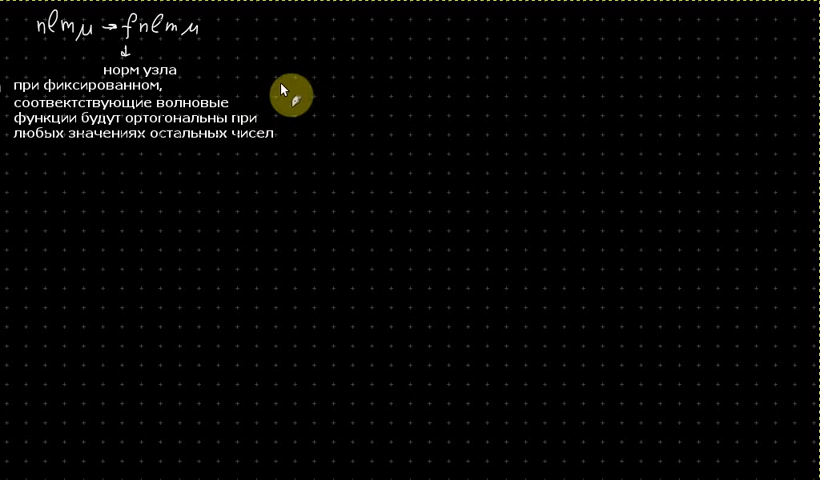 nlmμ → fnlmμ
↓
норм узла
при фиксированном,
соотвектствующие волновые
функции будут ортогональны при
любых значениях остальных чисел